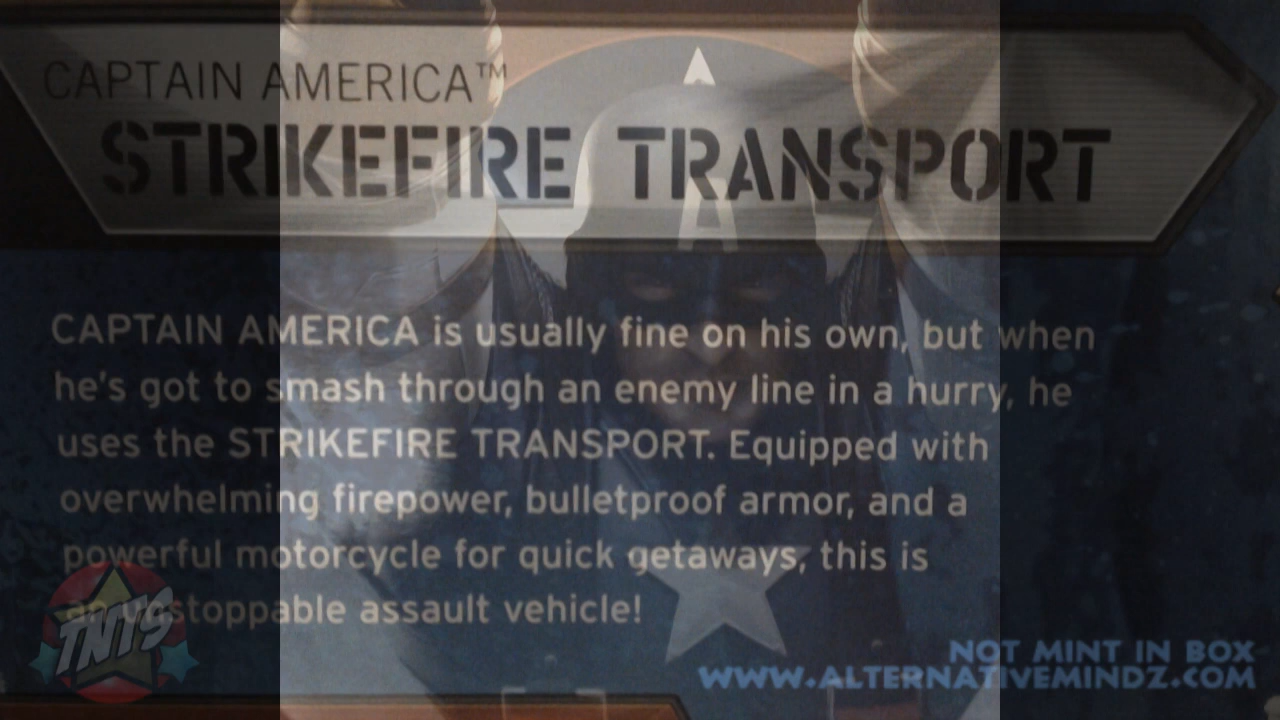 CAPTAIN AMERICA™
STRIKEFIRE TRANSPORT
A
CAPTAIN AMERICA is usually fine on his own, but when
he's got to smash through an enemy line in a hurry, he
uses the STRIKEFIRE TRANSPORT. Equipped with
overwhelming firepower, bulletproof armor, and a
powerful motorcycle for quick getaways, this is
an unstoppable assault vehicle!
TNTS
NOT MINT IN BOX
WWW.ALTERNATIVEMINDZ.COM